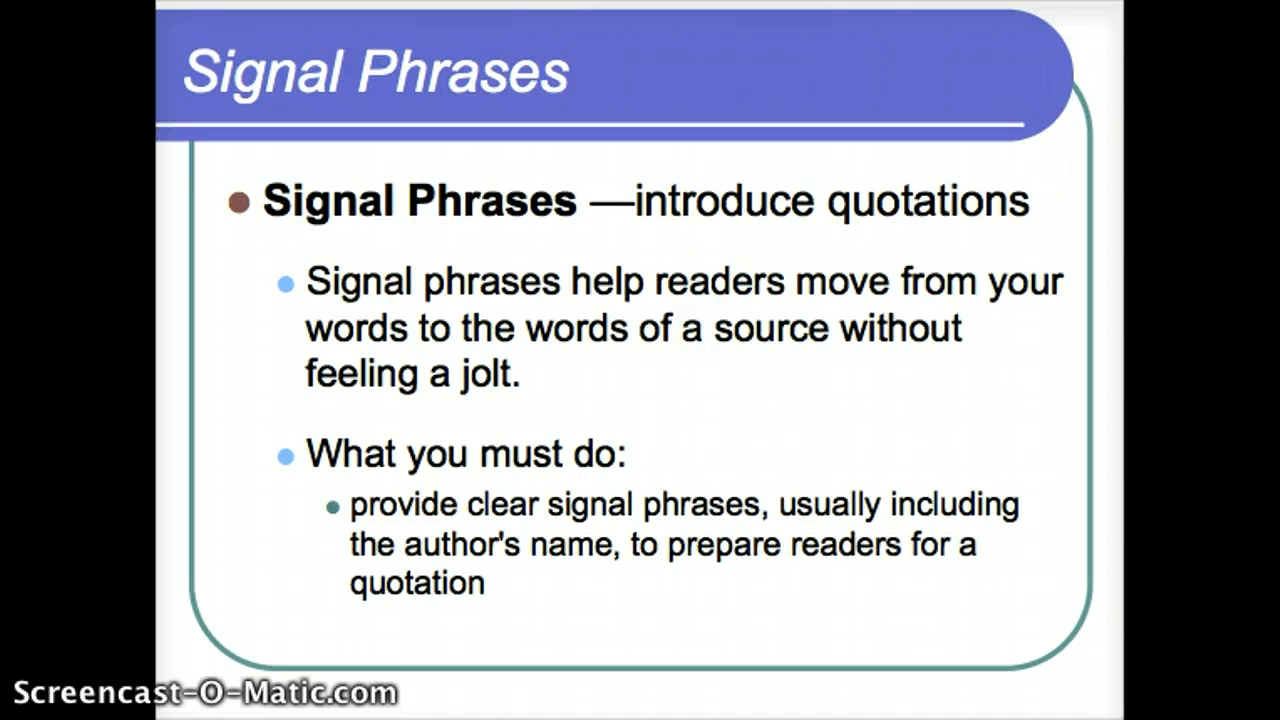 Signal Phrases
Signal Phrases —introduce quotations
Signal phrases help readers move from your
words to the words of a source without
feeling a jolt.
What you must do:
provide clear signal phrases, usually including
the author's name, to prepare readers for a
quotation
Screencast-O-Matic.com